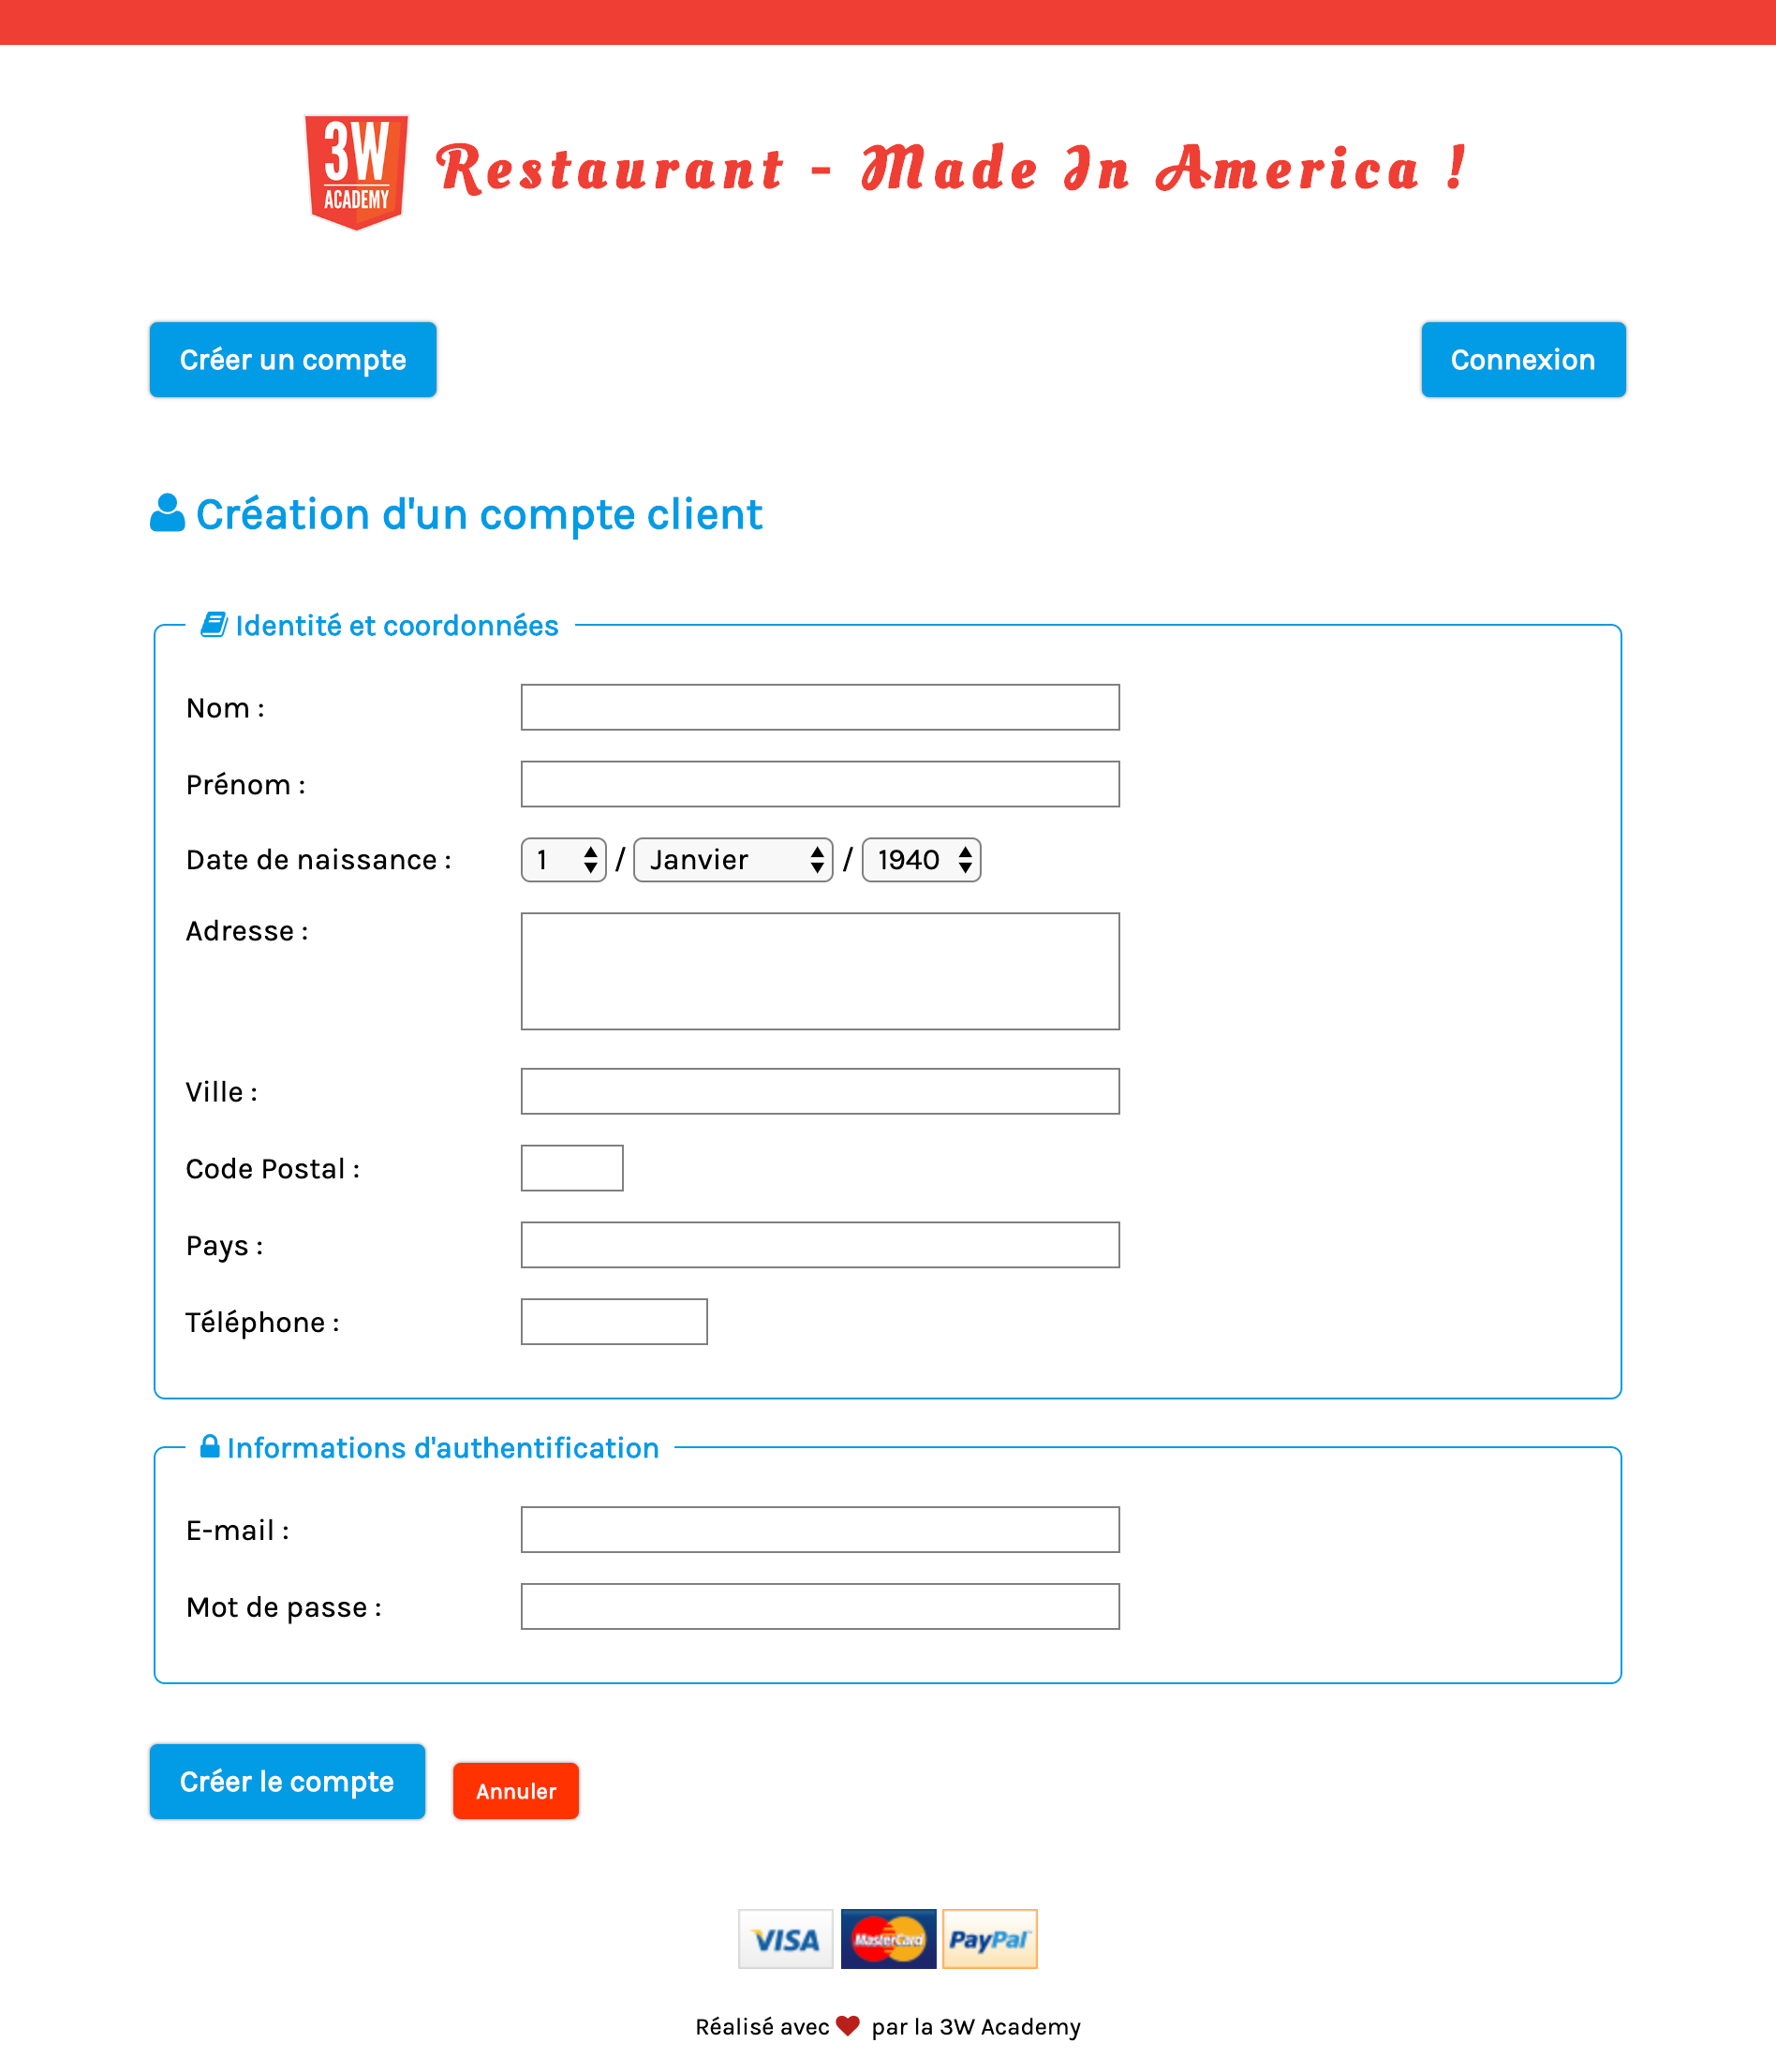 3W
ACADEMY
Restaurant - Made In America !
Créer un compte
Connexion
Création d'un compte client
Identité et coordonnées
Nom :
Prénom :
Date de naissance : 1 / Janvier / 1940
Adresse :
Ville :
Code Postal :
Pays :
Téléphone :
Informations d'authentification
E-mail :
Mot de passe :
Créer le compte
Annuler
VISA
MasterCard
PayPal
Réalisé avec par la 3W Academy